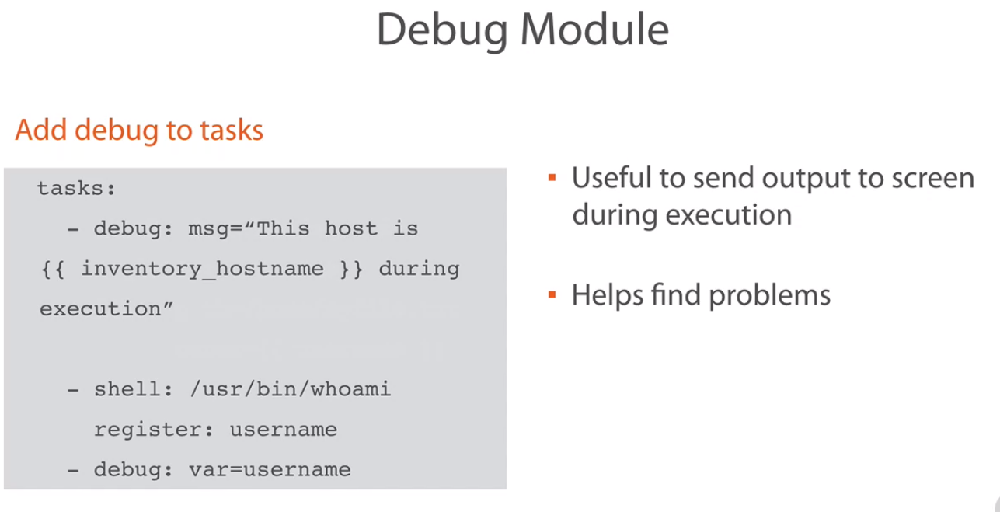 Debug Module
Add debug to tasks
tasks:
- debug: msg=“This host is
{{ inventory_hostname }} during
execution”
- shell: /usr/bin/whoami
register: username
- debug: var=username
▪ Useful to send output to screen
during execution
▪ Helps find problems